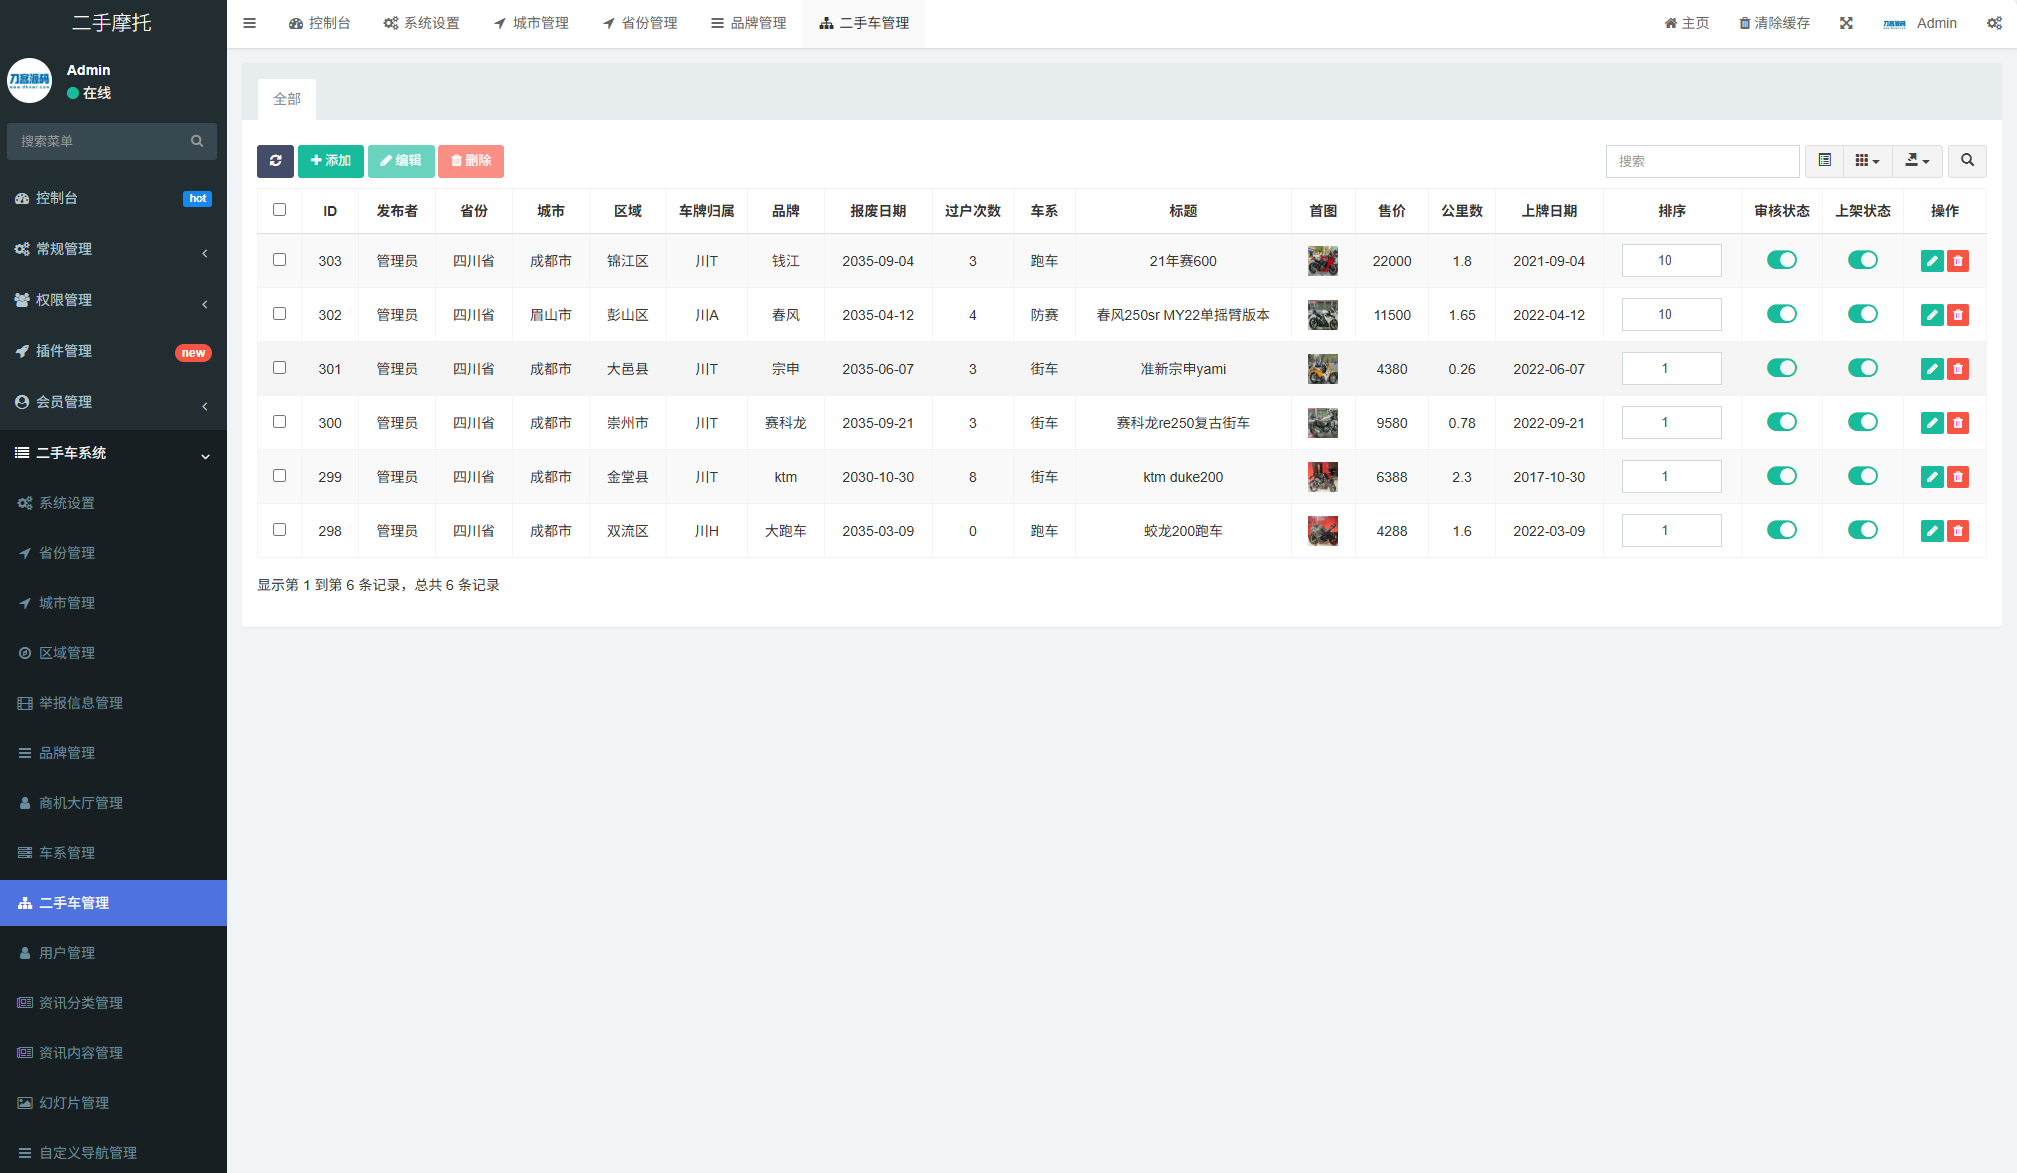 二手摩托
Admin
在线
搜索菜单
控制台 hot
常规管理
权限管理
插件管理 new
会员管理
二手车系统
系统设置
省份管理
城市管理
区域管理
举报信息管理
品牌管理
商机大厅管理
车系管理
二手车管理
用户管理
资讯分类管理
资讯内容管理
幻灯片管理
自定义导航管理
控制台 系统设置 城市管理 省份管理 品牌管理 二手车管理 主页 清除缓存 Admin
全部
添加 编辑 删除 搜索
ID 发布者 省份 城市 区域 车牌归属 品牌 报废日期 过户次数 车系 标题 首图 售价 公里数 上牌日期 排序 审核状态 上架状态 操作
303 管理员 四川省 成都市 锦江区 川T 钱江 2035-09-04 3 跑车 21年赛600 22000 1.8 2021-09-04 10
302 管理员 四川省 眉山市 彭山区 川A 春风 2035-04-12 4 仿赛 春风250sr MY22单摇臂版本 11500 1.65 2022-04-12 10
301 管理员 四川省 成都市 大邑县 川T 宗申 2035-06-07 3 街车 准新宗申yami 4380 0.26 2022-06-07 1
300 管理员 四川省 成都市 崇州市 川T 赛科龙 2035-09-21 3 街车 赛科龙re250复古街车 9580 0.78 2022-09-21 1
299 管理员 四川省 成都市 金堂县 川T ktm 2030-10-30 8 街车 ktm duke200 6388 2.3 2017-10-30 1
298 管理员 四川省 成都市 双流区 川H 大跑车 2035-03-09 0 跑车 蛟龙200跑车 4288 1.6 2022-03-09 1
显示第 1 到第 6 条记录，总共 6 条记录